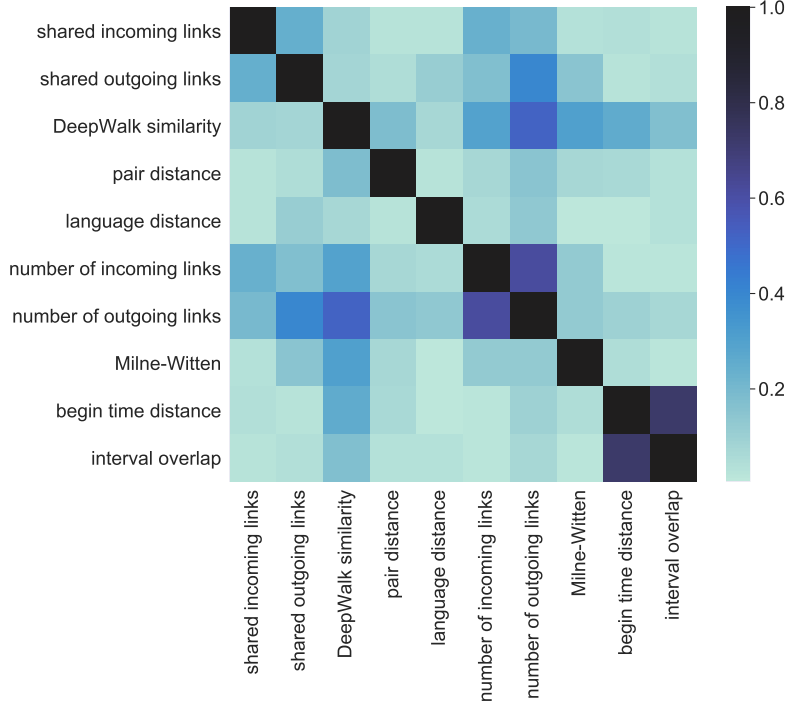 shared incoming links
shared outgoing links
DeepWalk similarity
pair distance
language distance
number of incoming links
number of outgoing links
Milne-Witten
begin time distance
interval overlap
1.0
0.8
0.6
0.4
0.2
shared incoming links
shared outgoing links
DeepWalk similarity
pair distance
language distance
number of incoming links
number of outgoing links
Milne-Witten
begin time distance
interval overlap